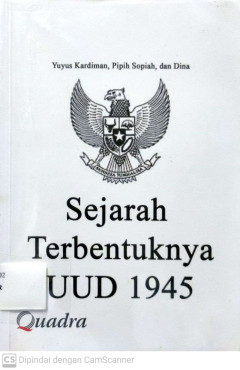 Yuyus Kardiman, Pipih Sopiah, dan Dina
Sejarah
Terbentuknya
UUD 1945
Quadra
CS Dipindai dengan CamScanner